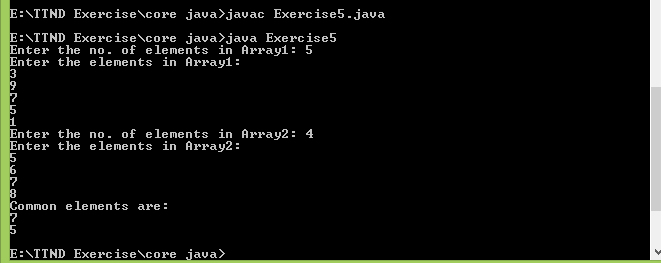 E:\TTND Exercise\core java>javac Exercise5.java
E:\TTND Exercise\core java>java Exercise5
Enter the no. of elements in Array1: 5
Enter the elements in Array1:
3
9
7
5
1
Enter the no. of elements in Array2: 4
Enter the elements in Array2:
5
6
7
8
Common elements are:
7
5
E:\TTND Exercise\core java>